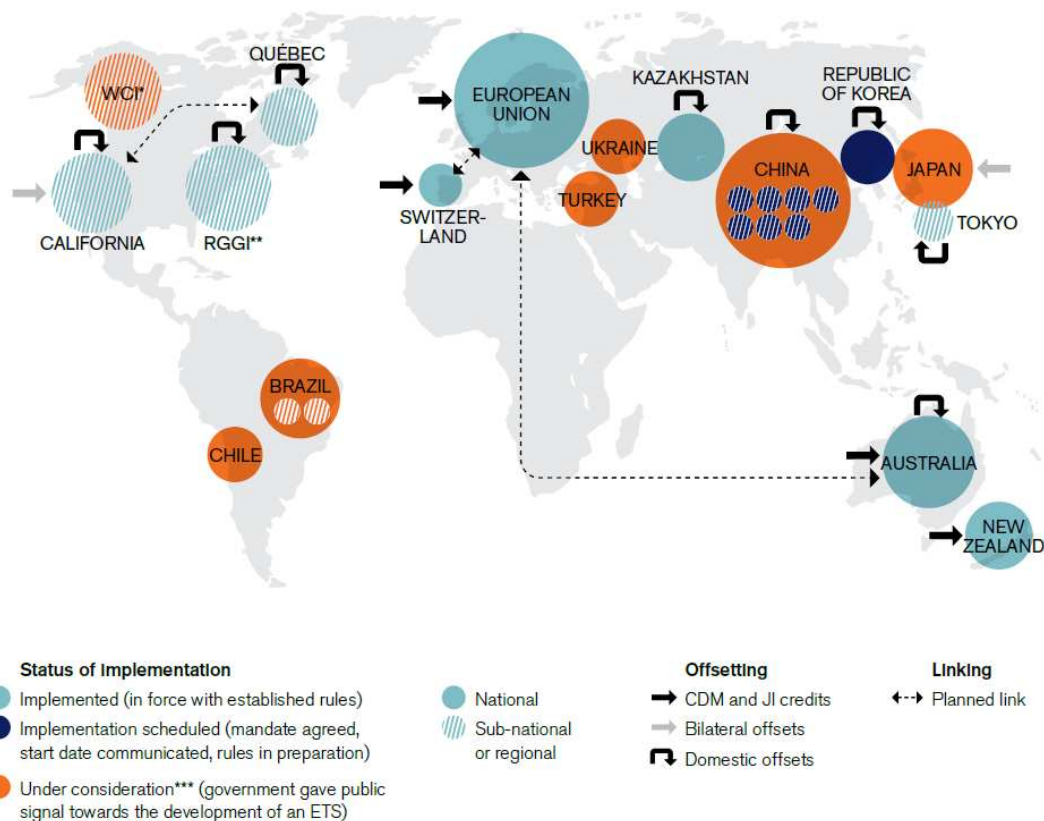 QUÉBEC
WCI*
CALIFORNIA
RGGI**
EUROPEAN
UNION
SWITZER-
LAND
UKRAINE
TURKEY
KAZAKHSTAN
REPUBLIC
OF KOREA
CHINA
JAPAN
TOKYO
BRAZIL
CHILE
AUSTRALIA
NEW
ZEALAND
Status of implementation
Implemented (in force with established rules)
Implementation scheduled (mandate agreed,
start date communicated, rules in preparation)
Under consideration*** (government gave public
signal towards the development of an ETS)
National
Sub-national
or regional
Offsetting
CDM and JI credits
Bilateral offsets
Domestic offsets
Linking
Planned link